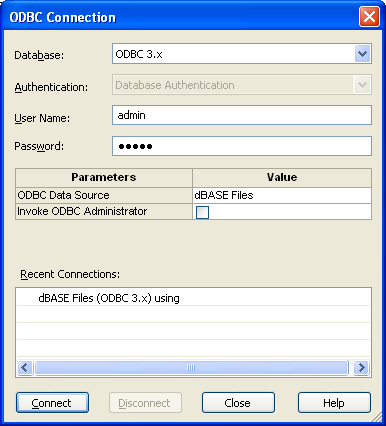 ODBC Connection
Database: ODBC 3.x
Authentication: Database Authentication
User Name: admin
Password: •••••
Parameters Value
ODBC Data Source dBASE Files
Invoke ODBC Administrator
Recent Connections:
dBASE Files (ODBC 3.x) using
Connect Disconnect Close Help